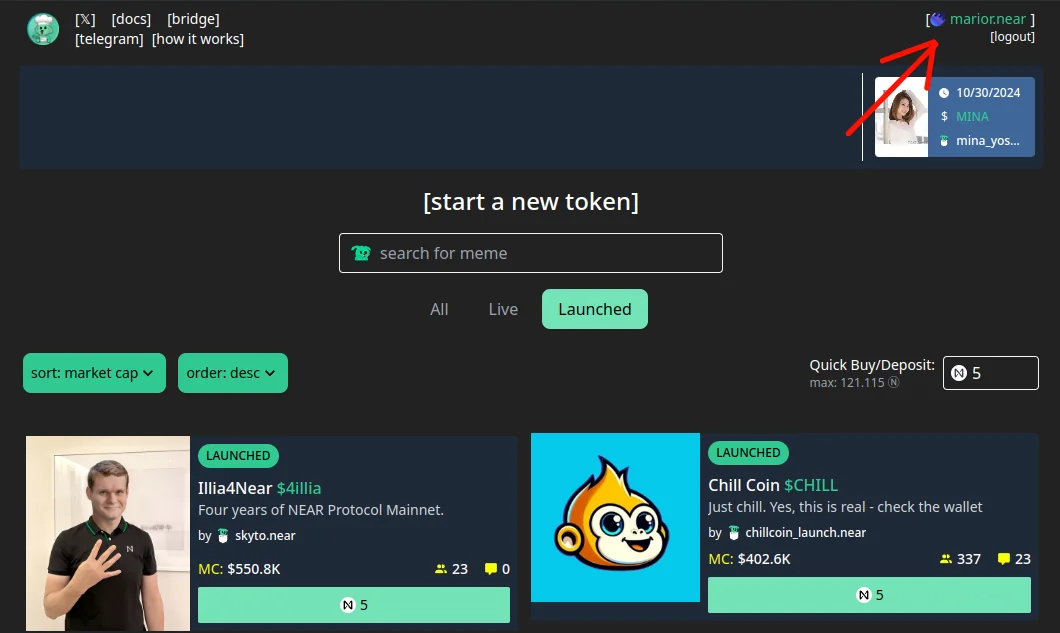 [𝕏] [docs] [bridge]
[telegram] [how it works]
[ marior.near ]
[logout]
10/30/2024
$ MINA
mina_yos...
[start a new token]
search for meme
All Live Launched
sort: market cap order: desc
Quick Buy/Deposit:
max: 121.115 Ⓝ
5
LAUNCHED
Illia4Near $4illia
Four years of NEAR Protocol Mainnet.
by skyto.near
MC: $550.8K 23 0
5
LAUNCHED
Chill Coin $CHILL
Just chill. Yes, this is real - check the wallet
by chillcoin_launch.near
MC: $402.6K 337 23
5